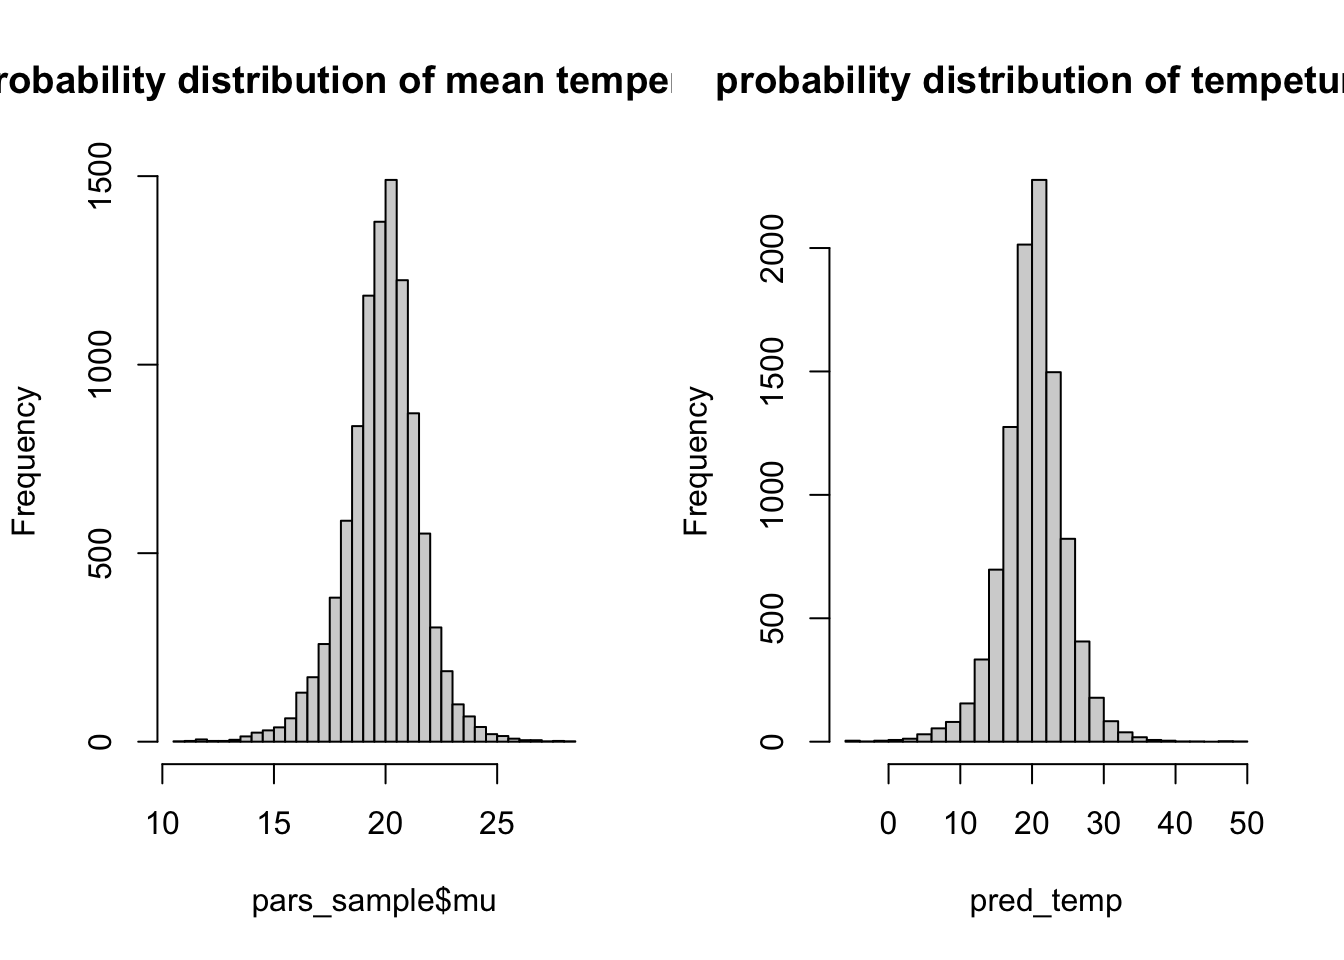 robability distribution of mean temper
Frequency
0
500
1000
1500
10 15 20 25
pars_sample$mu
probability distribution of tempetur
Frequency
0
500
1000
1500
2000
0 10 20 30 40 50
pred_temp